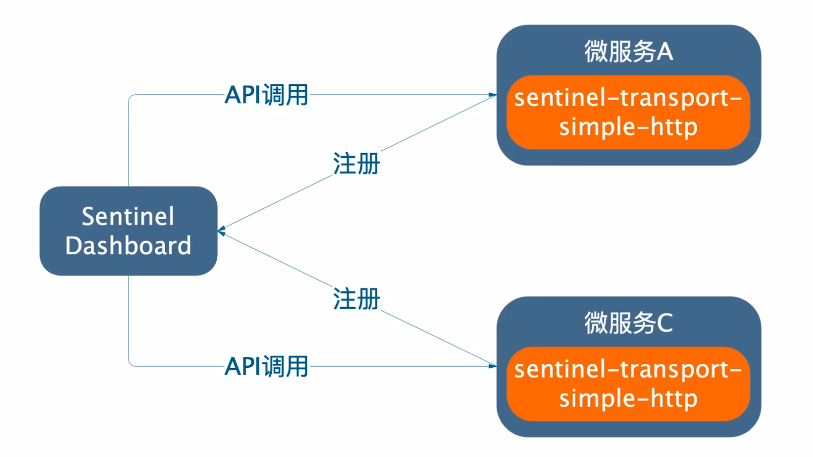 微服务A
sentinel-transport-
simple-http
API调用
注册
Sentinel
Dashboard
注册
API调用
微服务C
sentinel-transport-
simple-http